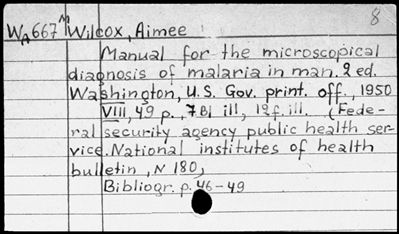 8
WA667 M Wilcox, Aimee
Manual for the microscopical
diagnosis of malaria in man. 2 ed.
Washington, U.S. Gov. print. off., 1950
VIII, 49 p., 7 Bl ill, 12 f. ill. (Fede-
ral security agency public health ser-
vice. National institutes of health
bulletin, N 180)
Bibliogr. p. 46-49